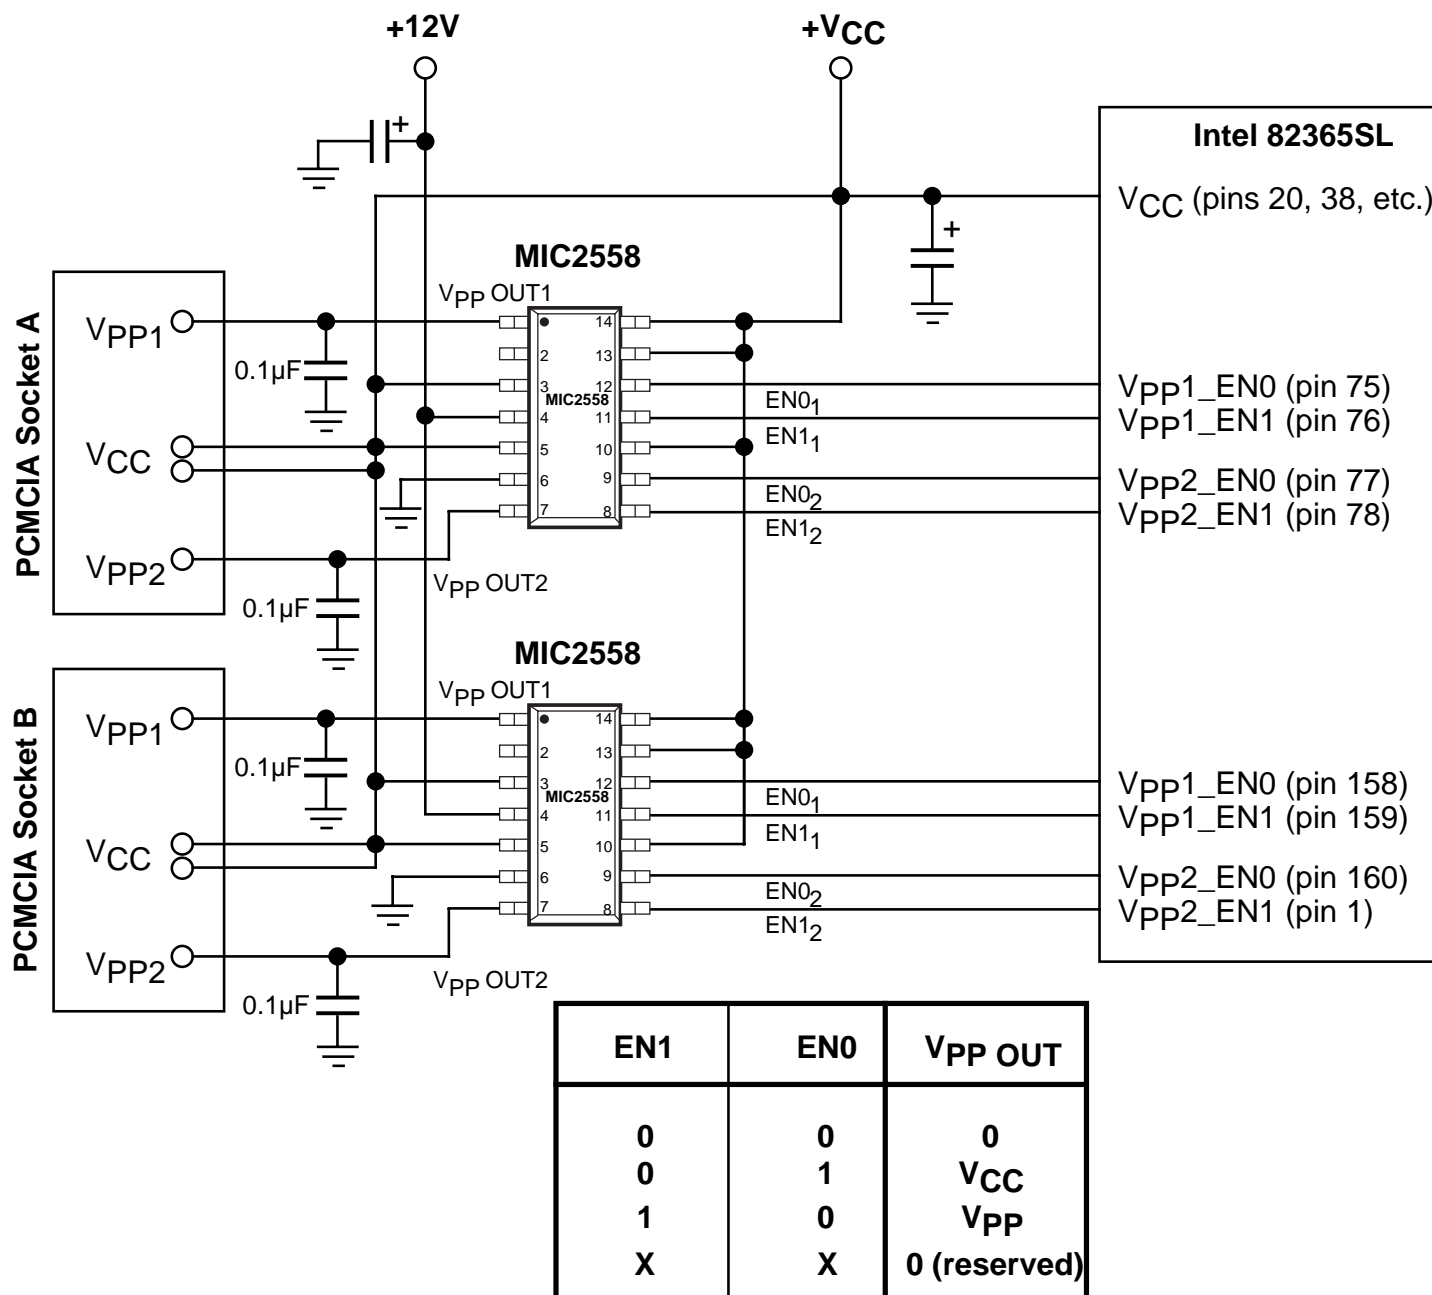 +12V
+VCC
+
Intel 82365SL
VCC (pins 20, 38, etc.)
+
MIC2558
VPP OUT1
PCMCIA Socket A
VPP1
0.1µF
VCC
VPP2
0.1µF
VPP OUT2
14
2
13
3
12
MIC2558
4
11
5
10
6
9
7
8
EN01
EN11
EN02
EN12
VPP1_EN0 (pin 75)
VPP1_EN1 (pin 76)
VPP2_EN0 (pin 77)
VPP2_EN1 (pin 78)
MIC2558
VPP OUT1
PCMCIA Socket B
VPP1
0.1µF
VCC
VPP2
0.1µF
VPP OUT2
14
2
13
3
12
MIC2558
4
11
5
10
6
9
7
8
EN01
EN11
EN02
EN12
VPP1_EN0 (pin 158)
VPP1_EN1 (pin 159)
VPP2_EN0 (pin 160)
VPP2_EN1 (pin 1)
EN1 EN0 VPP OUT
0 0 0
0 1 VCC
1 0 VPP
X X 0 (reserved)